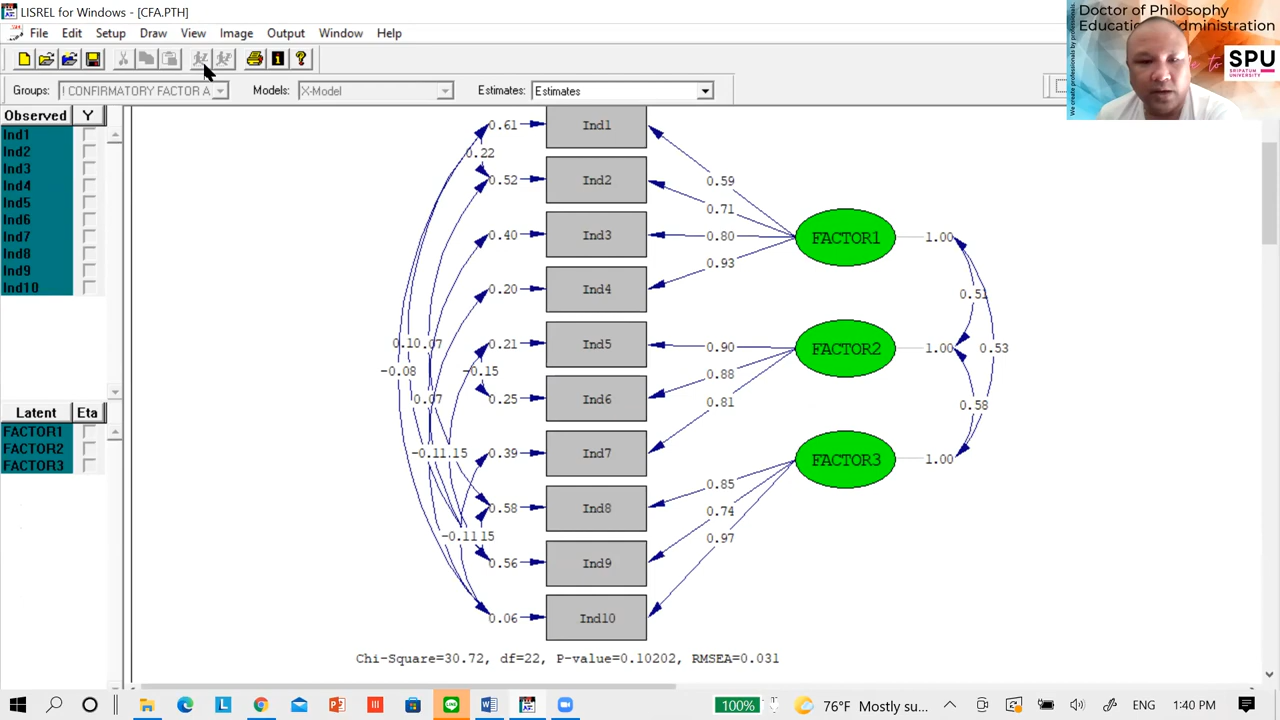 LISREL for Windows - [CFA.PTH]
File Edit Setup Draw View Image Output Window Help
Groups: ! CONFIRMATORY FACTOR A Models: X-Model Estimates: Estimates
Doctor of Philosophy
SPU
SRIPATUM UNIVERSITY
We create professionals by professionals.
Observed Y
Ind1
Ind2
Ind3
Ind4
Ind5
Ind6
Ind7
Ind8
Ind9
Ind10
Latent Eta
FACTOR1
FACTOR2
FACTOR3
0.61 Ind1
0.22
0.52 Ind2 0.59
0.71
0.40 Ind3 0.80 FACTOR1 1.00
0.93
0.20 Ind4 0.51
0.10 0.07 0.21 Ind5 0.90 FACTOR2 1.00 0.53
-0.08 -0.15 0.88
0.07 0.25 Ind6 0.81 0.58
-0.11 0.15 0.39 Ind7 FACTOR3 1.00
0.85
0.58 Ind8 0.74
-0.11 15 0.97
0.56 Ind9
0.06 Ind10
Chi-Square=30.72, df=22, P-value=0.10202, RMSEA=0.031
100% 76°F Mostly su... ENG 1:40 PM